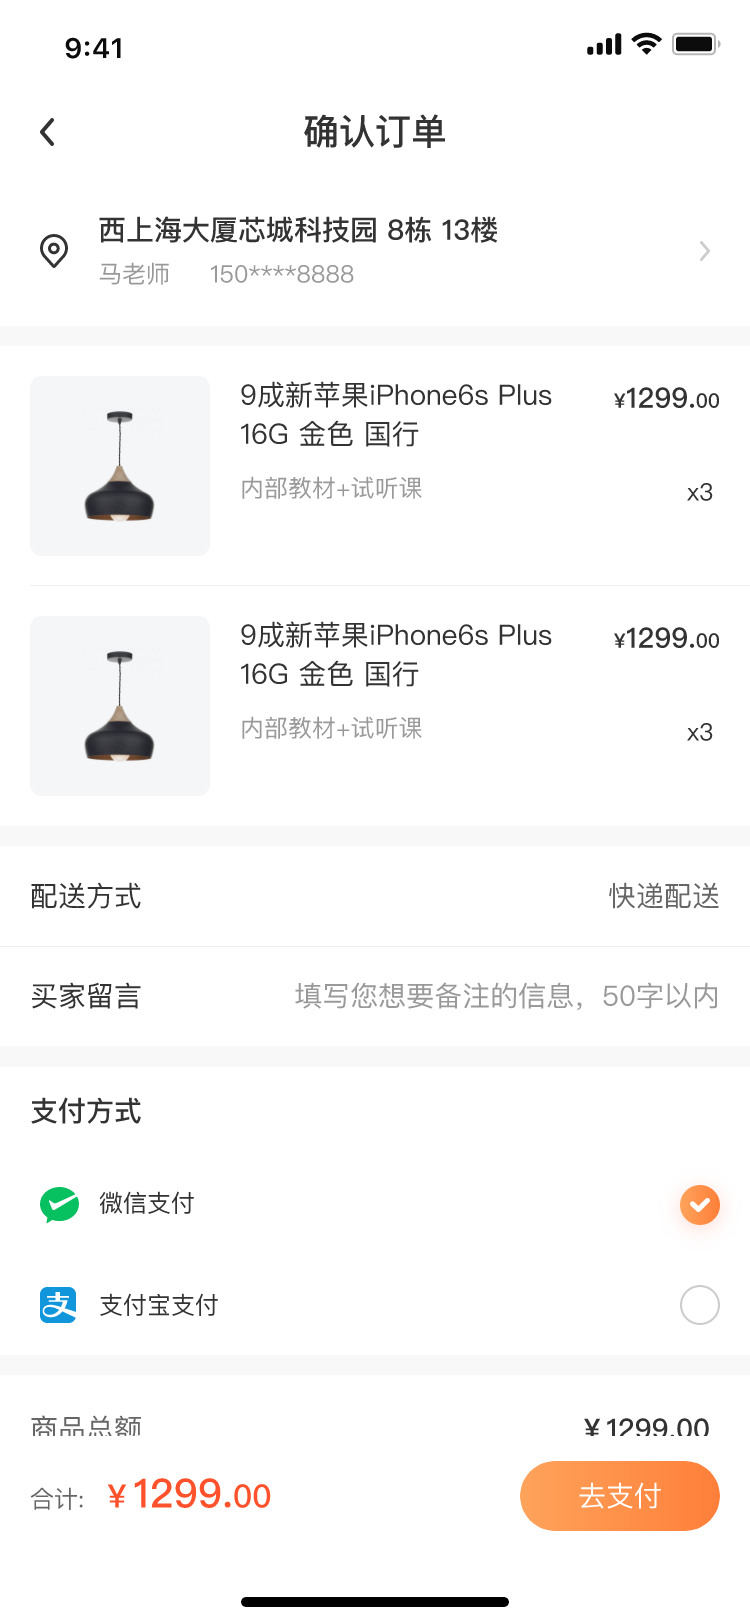 9:41
确认订单
西上海大厦芯城科技园 8栋 13楼
马老师 150****8888
9成新苹果iPhone6s Plus ¥1299.00
16G 金色 国行
内部教材+试听课 x3
9成新苹果iPhone6s Plus ¥1299.00
16G 金色 国行
内部教材+试听课 x3
配送方式 快递配送
买家留言 填写您想要备注的信息，50字以内
支付方式
微信支付
支 支付宝支付
商品总额 ¥1299.00
合计: ¥1299.00 去支付